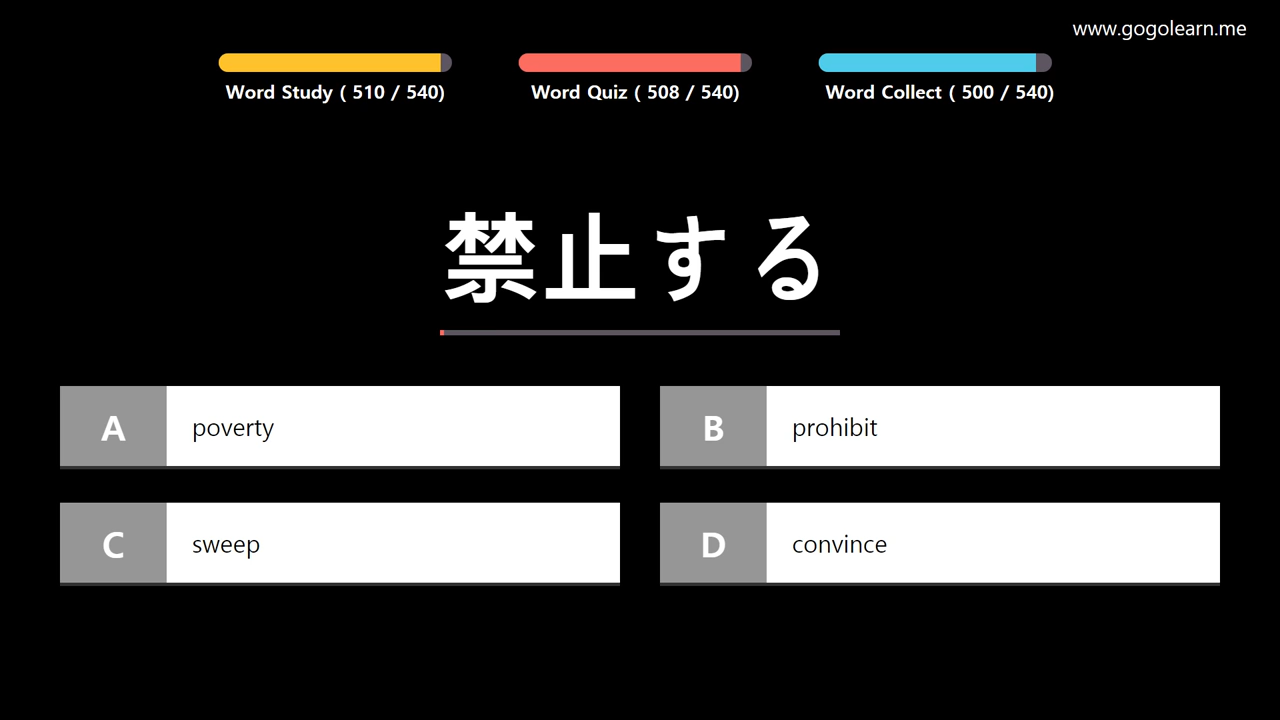 www.gogolearn.me
Word Study ( 510 / 540)
Word Quiz ( 508 / 540)
Word Collect ( 500 / 540)
禁止する
A
poverty
B
prohibit
C
sweep
D
convince